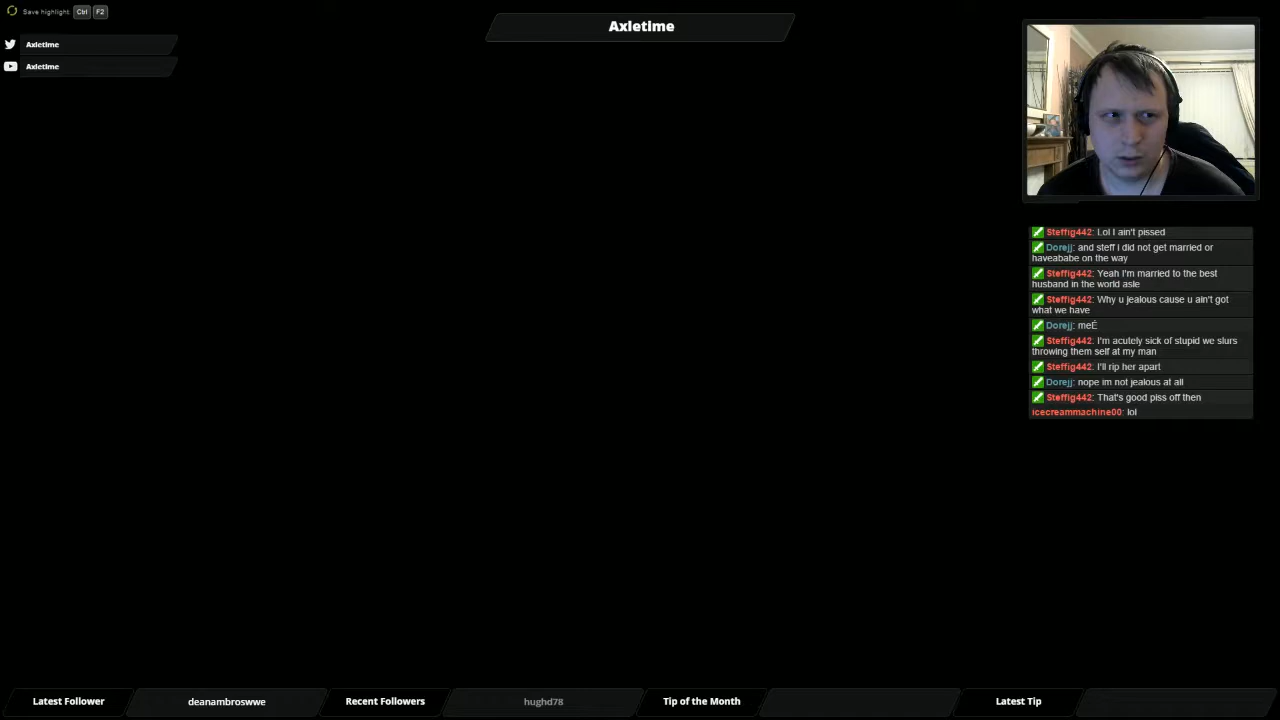 Save highlight: Ctrl F2
Axletime
Axletime
Axletime
Steffig442: Lol I ain't pissed
Dorejj: and steff i did not get married or
haveababe on the way
Steffig442: Yeah I'm married to the best
husband in the world asle
Steffig442: Why u jealous cause u ain't got
what we have
Dorejj: meÉ
Steffig442: I'm acutely sick of stupid we slurs
throwing them self at my man
Steffig442: I'll rip her apart
Dorejj: nope im not jealous at all
Steffig442: That's good piss off then
icecreammachine00: lol
Latest Follower deanambroswwe Recent Followers hughd78 Tip of the Month Latest Tip